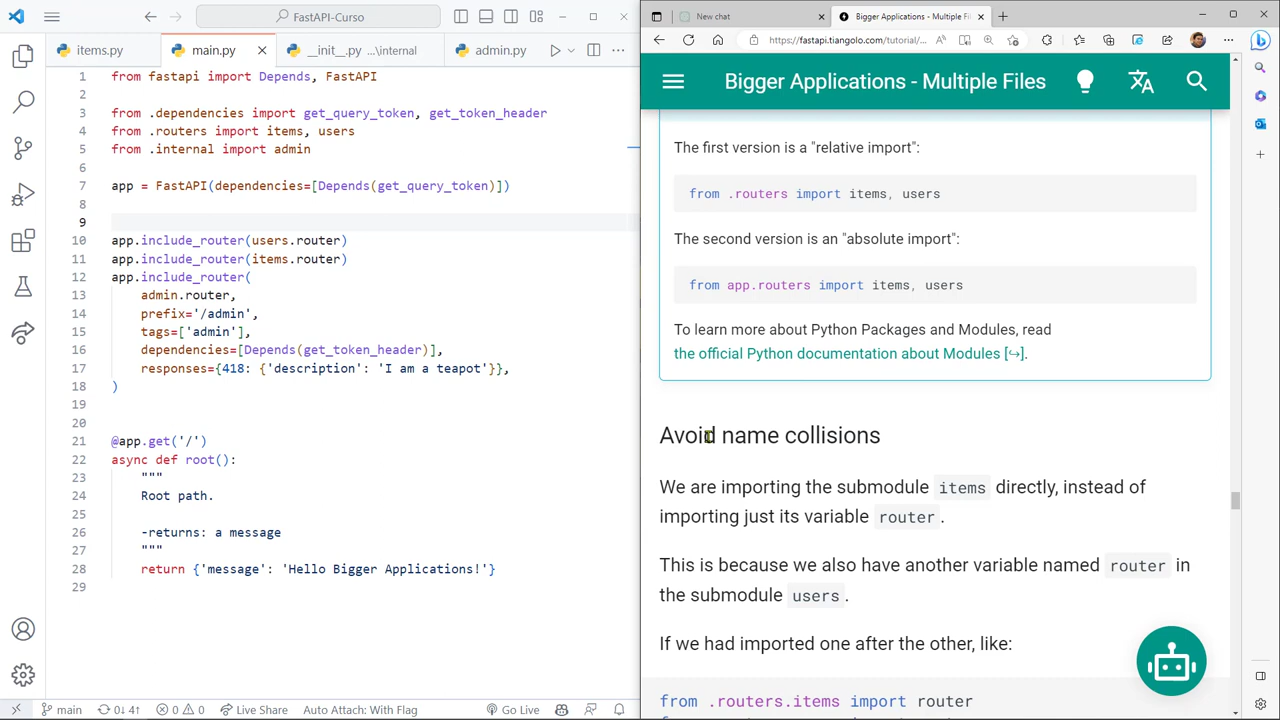 FastAPI-Curso
items.py
main.py
__init__.py ...\internal
admin.py
1 from fastapi import Depends, FastAPI
2
3 from .dependencies import get_query_token, get_token_header
4 from .routers import items, users
5 from .internal import admin
6
7 app = FastAPI(dependencies=[Depends(get_query_token)])
8
9
10 app.include_router(users.router)
11 app.include_router(items.router)
12 app.include_router(
13 admin.router,
14 prefix='/admin',
15 tags=['admin'],
16 dependencies=[Depends(get_token_header)],
17 responses={418: {'description': 'I am a teapot'}},
18 )
19
20
21 @app.get('/')
22 async def root():
23 """
24 Root path.
25
26 -returns: a message
27 """
28 return {'message': 'Hello Bigger Applications!'}
29
main
0↓ 4↑
0
0
Live Share
Auto Attach: With Flag
Go Live
New chat
Bigger Applications - Multiple Fi
https://fastapi.tiangolo.com/tutorial/...
Bigger Applications - Multiple Files
The first version is a "relative import":
from .routers import items, users
The second version is an "absolute import":
from app.routers import items, users
To learn more about Python Packages and Modules, read
the official Python documentation about Modules [↪].
Avoid name collisions
We are importing the submodule items directly, instead of
importing just its variable router.
This is because we also have another variable named router in
the submodule users.
If we had imported one after the other, like:
from .routers.items import router